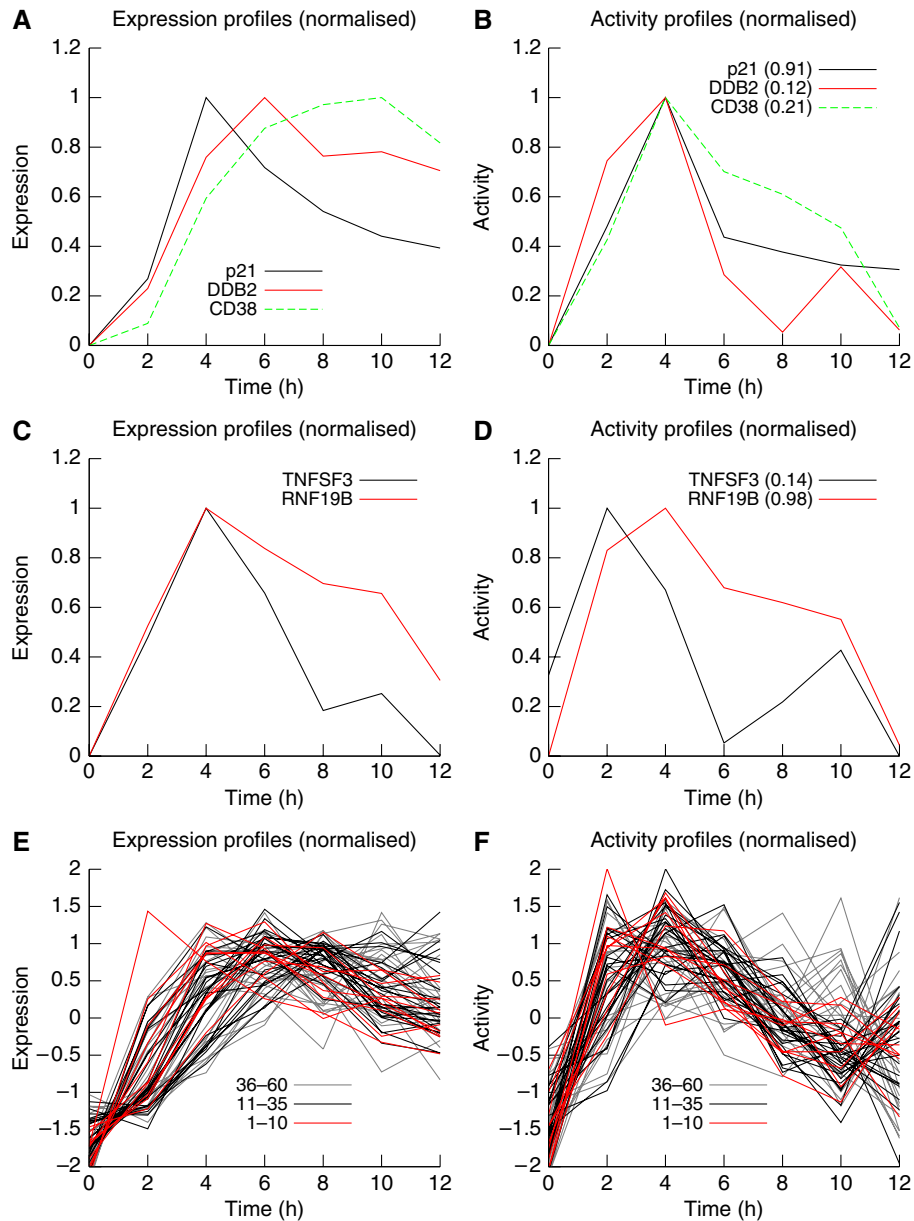 A Expression profiles (normalised)
1.2
1
0.8
0.6
0.4
0.2
0
Expression
p21
DDB2
CD38
0 2 4 6 8 10 12
Time (h)
B Activity profiles (normalised)
1.2
1
0.8
0.6
0.4
0.2
0
Activity
p21 (0.91)
DDB2 (0.12)
CD38 (0.21)
0 2 4 6 8 10 12
Time (h)
C Expression profiles (normalised)
1.2
1
0.8
0.6
0.4
0.2
0
Expression
TNFSF3
RNF19B
0 2 4 6 8 10 12
Time (h)
D Activity profiles (normalised)
1.2
1
0.8
0.6
0.4
0.2
0
Activity
TNFSF3 (0.14)
RNF19B (0.98)
0 2 4 6 8 10 12
Time (h)
E Expression profiles (normalised)
2
1.5
1
0.5
0
−0.5
−1
−1.5
−2
Expression
36–60
11–35
1–10
0 2 4 6 8 10 12
Time (h)
F Activity profiles (normalised)
2
1.5
1
0.5
0
−0.5
−1
−1.5
−2
Activity
36–60
11–35
1–10
0 2 4 6 8 10 12
Time (h)